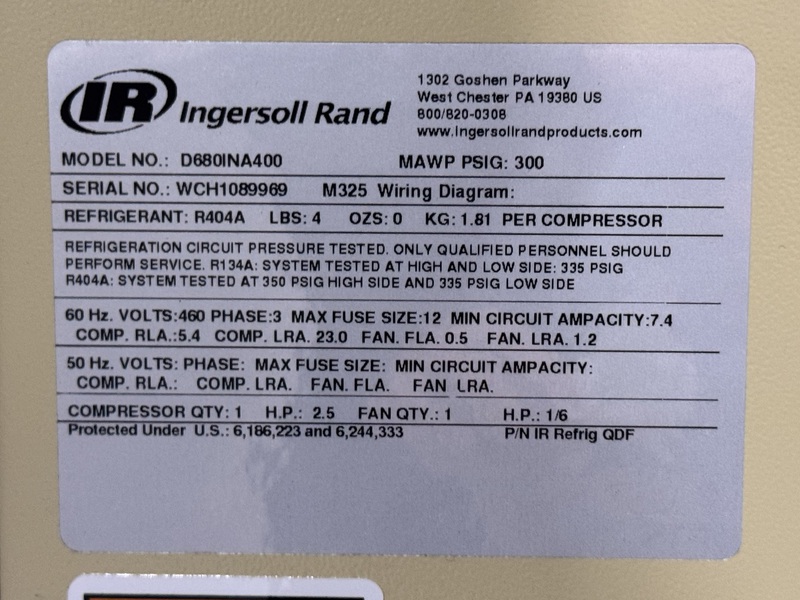 IR Ingersoll Rand
1302 Goshen Parkway
West Chester PA 19380 US
800/820-0308
www.Ingersollrandproducts.com
MODEL NO.: D680INA400 MAWP PSIG: 300
SERIAL NO.: WCH1089969 M325 Wiring Diagram:
REFRIGERANT: R404A LBS: 4 OZS: 0 KG: 1.81 PER COMPRESSOR
REFRIGERATION CIRCUIT PRESSURE TESTED. ONLY QUALIFIED PERSONNEL SHOULD
PERFORM SERVICE. R134A: SYSTEM TESTED AT HIGH AND LOW SIDE: 335 PSIG
R404A: SYSTEM TESTED AT 350 PSIG HIGH SIDE AND 335 PSIG LOW SIDE
60 Hz. VOLTS:460 PHASE:3 MAX FUSE SIZE:12 MIN CIRCUIT AMPACITY:7.4
COMP. RLA.:5.4 COMP. LRA. 23.0 FAN. FLA. 0.5 FAN. LRA. 1.2
50 Hz. VOLTS: PHASE: MAX FUSE SIZE: MIN CIRCUIT AMPACITY:
COMP. RLA.: COMP. LRA. FAN. FLA. FAN LRA.
COMPRESSOR QTY: 1 H.P.: 2.5 FAN QTY.: 1 H.P.: 1/6
Protected Under U.S.: 6,186,223 and 6,244,333 P/N IR Refrig QDF